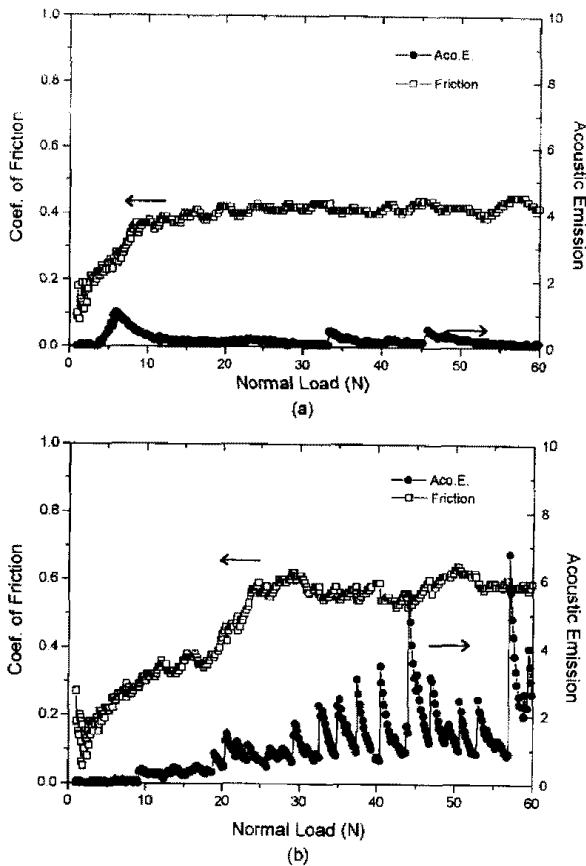 1.0
0.8
0.6
0.4
0.2
0.0
Coef. of Friction
10
8
6
4
2
0
Acoustic Emission
Aco.E.
Friction
0 10 20 30 40 50 60
Normal Load (N)
(a)
1.0
0.8
0.6
0.4
0.2
0.0
Coef. of Friction
10
8
6
4
2
0
Acoustic Emission
Aco.E.
Friction
0 10 20 30 40 50 60
Normal Load (N)
(b)